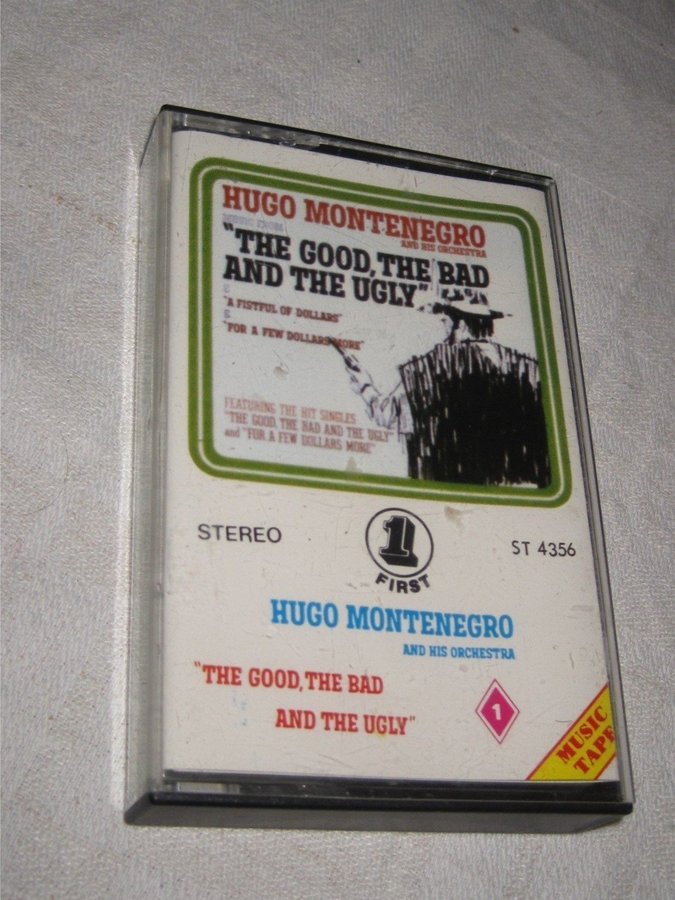 HUGO MONTENEGRO
AND HIS ORCHESTRA
MUSIC FROM
"THE GOOD, THE BAD
AND THE UGLY"
&
"A FISTFUL OF DOLLARS"
&
"FOR A FEW DOLLARS MORE"
FEATURING THE HIT SINGLES
"THE GOOD, THE BAD AND THE UGLY"
and "FOR A FEW DOLLARS MORE"
STEREO
1
FIRST
ST 4356
HUGO MONTENEGRO
AND HIS ORCHESTRA
"THE GOOD, THE BAD
AND THE UGLY"
1
MUSIC
TAPE